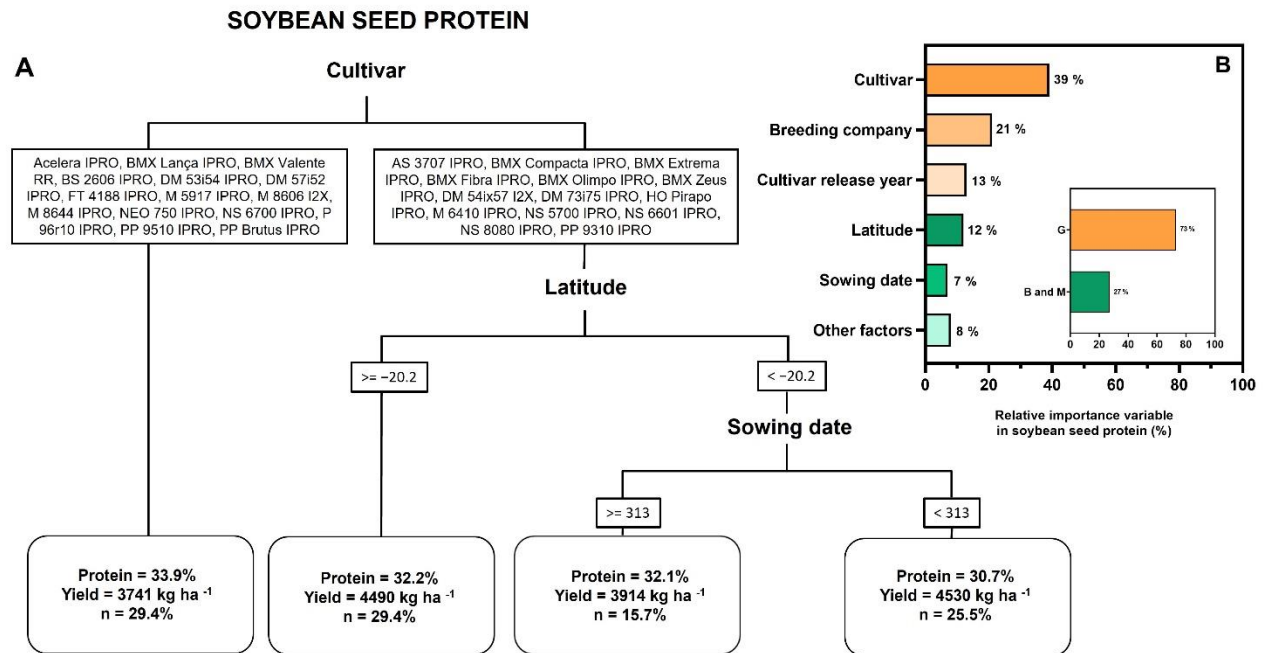 SOYBEAN SEED PROTEIN
A
Cultivar
Acelera IPRO, BMX Lança IPRO, BMX Valente
RR, BS 2606 IPRO, DM 53i54 IPRO, DM 57i52
IPRO, FT 4188 IPRO, M 5917 IPRO, M 8606 I2X,
M 8644 IPRO, NEO 750 IPRO, NS 6700 IPRO, P
96r10 IPRO, PP 9510 IPRO, PP Brutus IPRO
AS 3707 IPRO, BMX Compacta IPRO, BMX Extrema
IPRO, BMX Fibra IPRO, BMX Olimpo IPRO, BMX Zeus
IPRO, DM 54ix57 I2X, DM 73i75 IPRO, HO Pirapo
IPRO, M 6410 IPRO, NS 5700 IPRO, NS 6601 IPRO,
NS 8080 IPRO, PP 9310 IPRO
Latitude
>= −20.2
< −20.2
Sowing date
>= 313
< 313
Protein = 33.9%
Yield = 3741 kg ha -1
n = 29.4%
Protein = 32.2%
Yield = 4490 kg ha -1
n = 29.4%
Protein = 32.1%
Yield = 3914 kg ha -1
n = 15.7%
Protein = 30.7%
Yield = 4530 kg ha -1
n = 25.5%
B
Cultivar
39 %
Breeding company
21 %
Cultivar release year
13 %
Latitude
12 %
Sowing date
7 %
Other factors
8 %
0 20 40 60 80 100
Relative importance variable
in soybean seed protein (%)
G
73 %
B and M
27 %
0 20 40 60 80 100